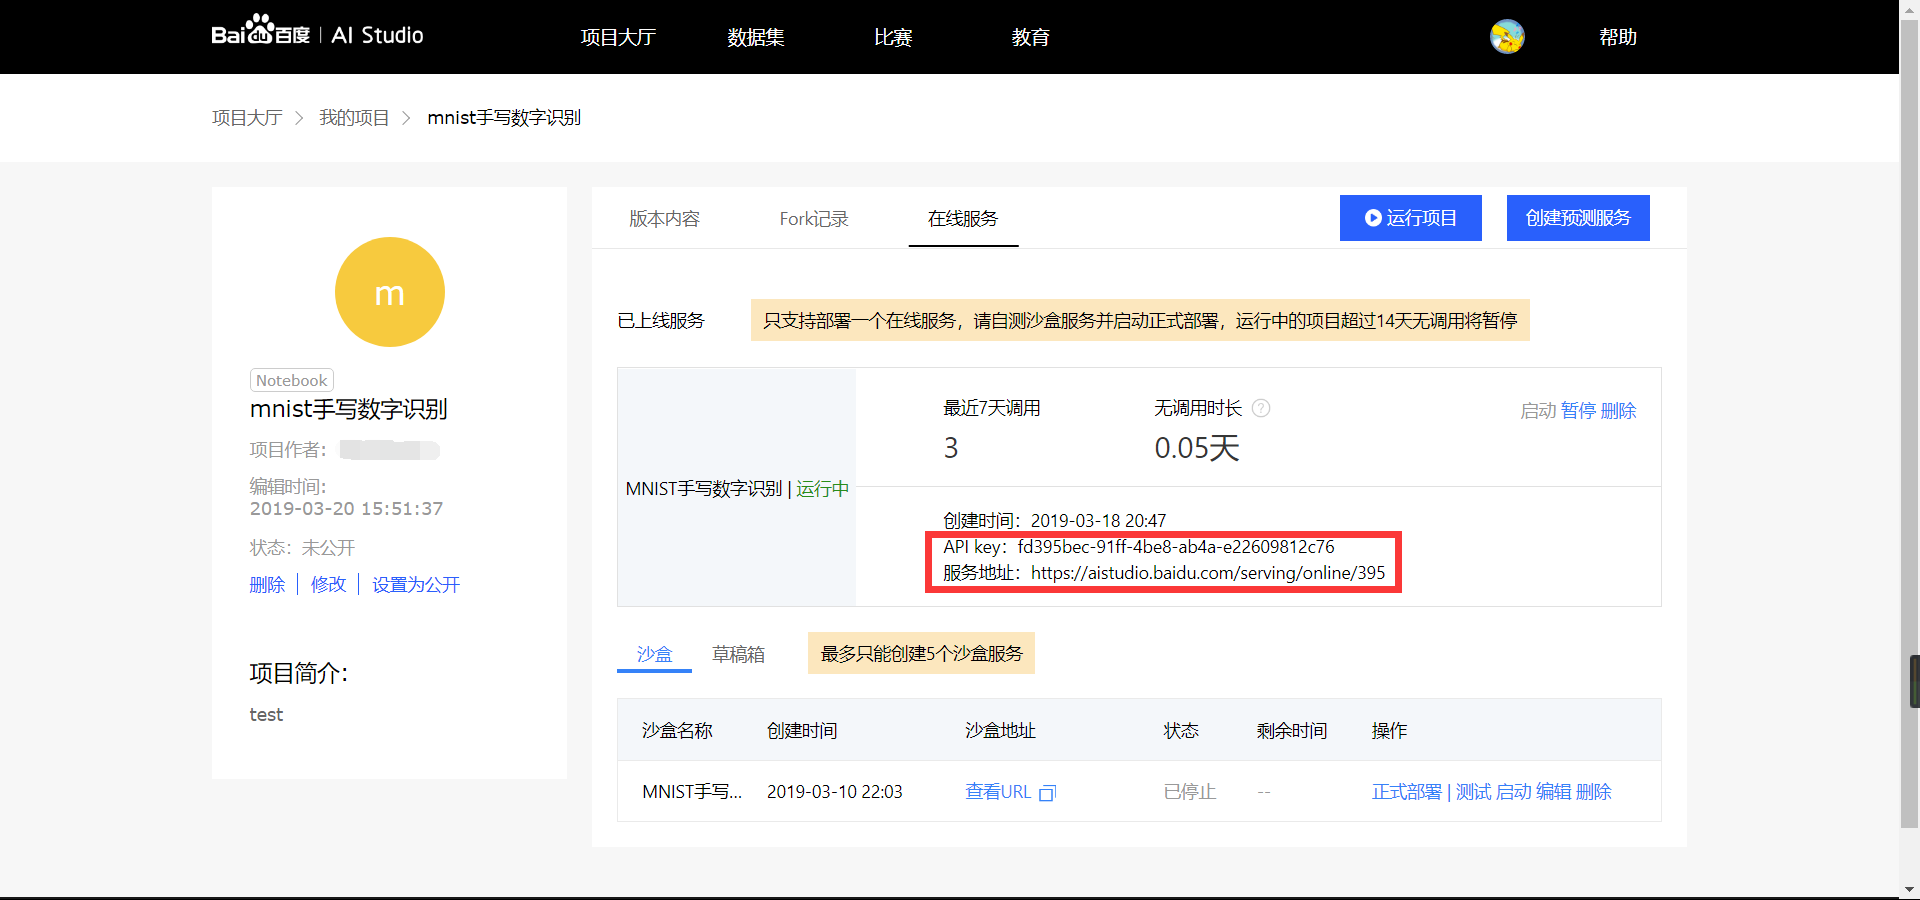 Bai百度 | AI Studio
项目大厅
数据集
比赛
教育
帮助
项目大厅 > 我的项目 > mnist手写数字识别
m
Notebook
mnist手写数字识别
项目作者:
编辑时间:
2019-03-20 15:51:37
状态: 未公开
删除 | 修改 | 设置为公开
项目简介:
test
版本内容
Fork记录
在线服务
运行项目
创建预测服务
已上线服务
只支持部署一个在线服务，请自测沙盒服务并启动正式部署，运行中的项目超过14天无调用将暂停
MNIST手写数字识别 | 运行中
最近7天调用
3
无调用时长 ?
0.05天
启动 暂停 删除
创建时间：2019-03-18 20:47
API key：fd395bec-91ff-4be8-ab4a-e22609812c76
服务地址：https://aistudio.baidu.com/serving/online/395
沙盒
草稿箱
最多只能创建5个沙盒服务
沙盒名称 创建时间 沙盒地址 状态 剩余时间 操作
MNIST手写... 2019-03-10 22:03 查看URL 已停止 -- 正式部署 | 测试 启动 编辑 删除